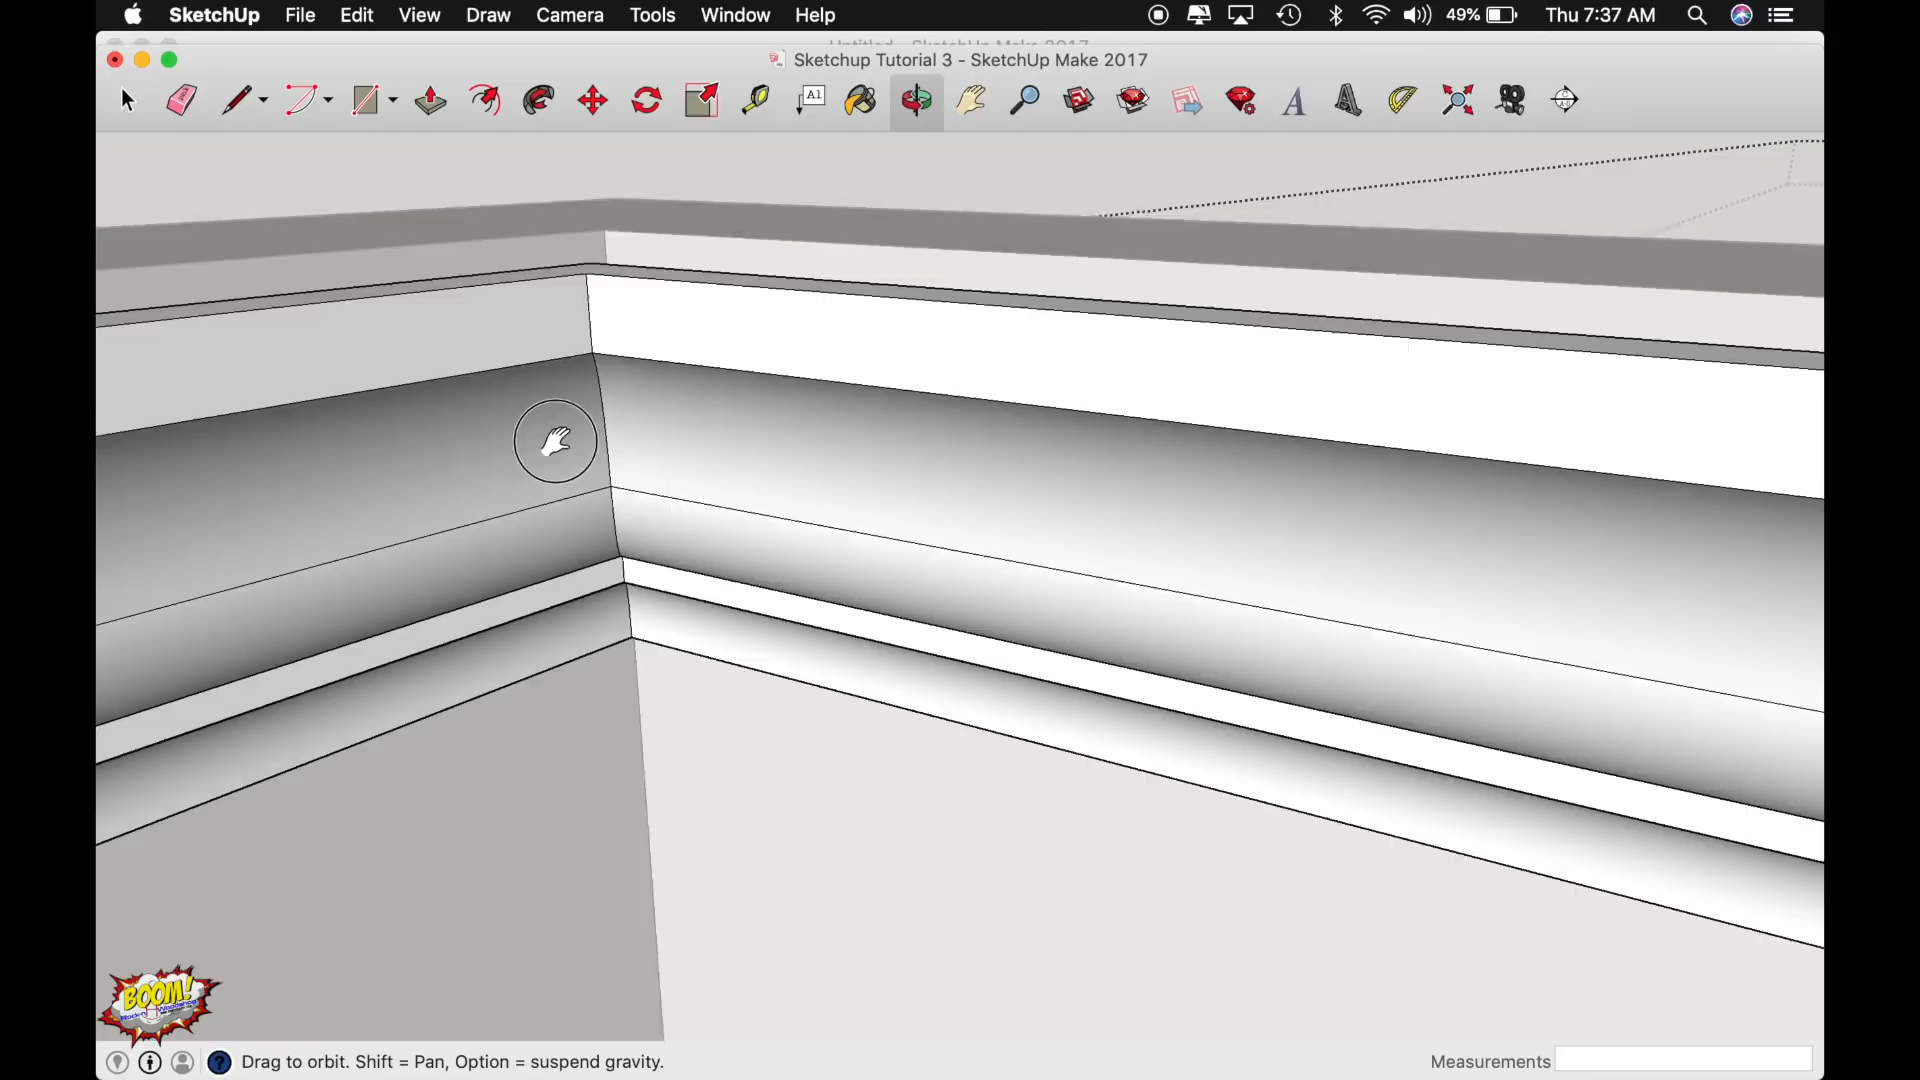 SketchUp File Edit View Draw Camera Tools Window Help 49% Thu 7:37 AM
Sketchup Tutorial 3 - SketchUp Make 2017
A1 A
BOOM!
Drag to orbit. Shift = Pan, Option = suspend gravity. Measurements